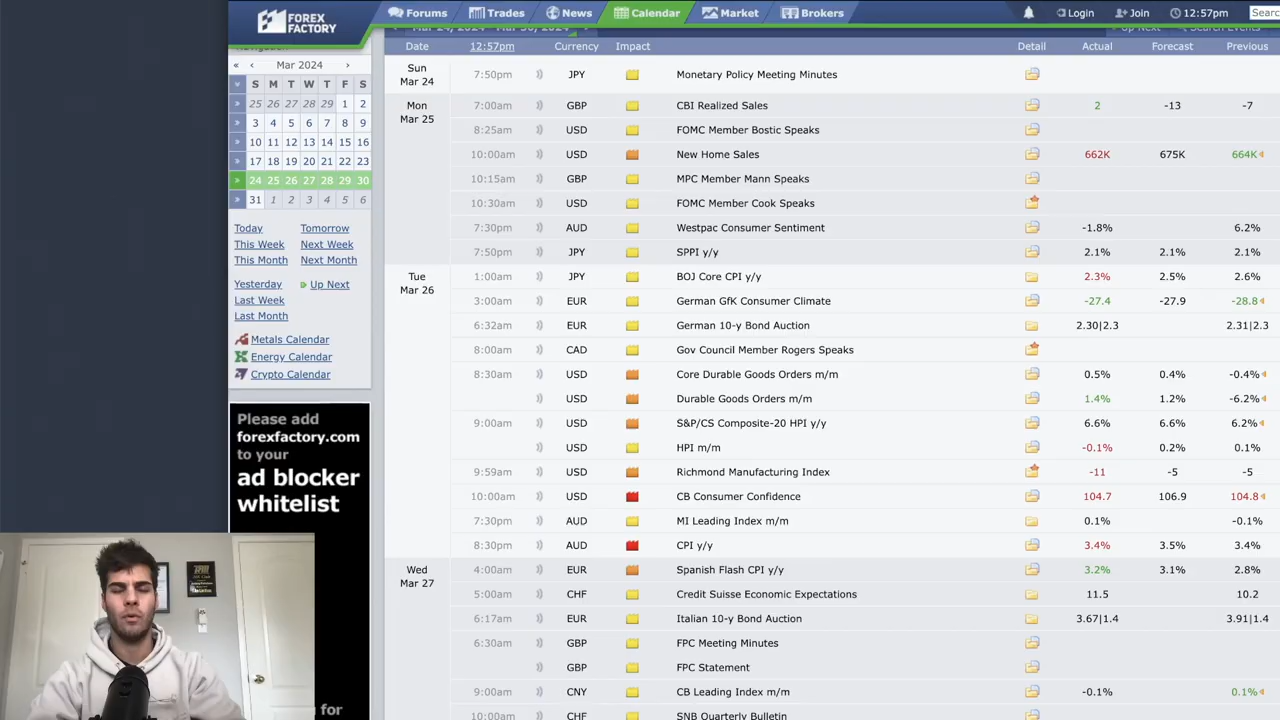 FOREX
FACTORY
Forums
Trades
News
Calendar
Market
Brokers
Login
Join
12:57pm
Searc
Up Next
Search Events
Date 12:57pm Currency Impact Detail Actual Forecast Previous
« ‹ Mar 2024 ›
S M T W T F S
25 26 27 28 29 1 2
3 4 5 6 7 8 9
10 11 12 13 14 15 16
17 18 19 20 21 22 23
24 25 26 27 28 29 30
31 1 2 3 4 5 6
Today Tomorrow
This Week Next Week
This Month Next Month
Yesterday Up Next
Last Week
Last Month
Metals Calendar
Energy Calendar
Crypto Calendar
Please add
forexfactory.com
to your
ad blocker
whitelist
for
Sun
Mar 24
7:50pm JPY Monetary Policy Meeting Minutes
Mon
Mar 25
7:00am GBP CBI Realized Sales 2 -13 -7
8:25am USD FOMC Member Bostic Speaks
10:00am USD New Home Sales 662K 675K 664K
10:15am GBP MPC Member Mann Speaks
10:30am USD FOMC Member Cook Speaks
7:30pm AUD Westpac Consumer Sentiment -1.8% 6.2%
7:50pm JPY SPPI y/y 2.1% 2.1% 2.1%
Tue
Mar 26
1:00am JPY BOJ Core CPI y/y 2.3% 2.5% 2.6%
3:00am EUR German GfK Consumer Climate -27.4 -27.9 -28.8
6:32am EUR German 10-y Bond Auction 2.30|2.3 2.31|2.3
8:00am CAD Gov Council Member Rogers Speaks
8:30am USD Core Durable Goods Orders m/m 0.5% 0.4% -0.4%
USD Durable Goods Orders m/m 1.4% 1.2% -6.2%
9:00am USD S&P/CS Composite-20 HPI y/y 6.6% 6.6% 6.2%
USD HPI m/m -0.1% 0.2% 0.1%
9:59am USD Richmond Manufacturing Index -11 -5 -5
10:00am USD CB Consumer Confidence 104.7 106.9 104.8
7:30pm AUD MI Leading Index m/m 0.1% -0.1%
8:30pm AUD CPI y/y 3.4% 3.5% 3.4%
Wed
Mar 27
4:00am EUR Spanish Flash CPI y/y 3.2% 3.1% 2.8%
5:00am CHF Credit Suisse Economic Expectations 11.5 10.2
6:17am EUR Italian 10-y Bond Auction 3.67|1.4 3.91|1.4
6:30am GBP FPC Meeting Minutes
GBP FPC Statement
9:00am CNY CB Leading Index m/m -0.1% 0.1%
10:00am CHF SNB Quarterly Bulletin